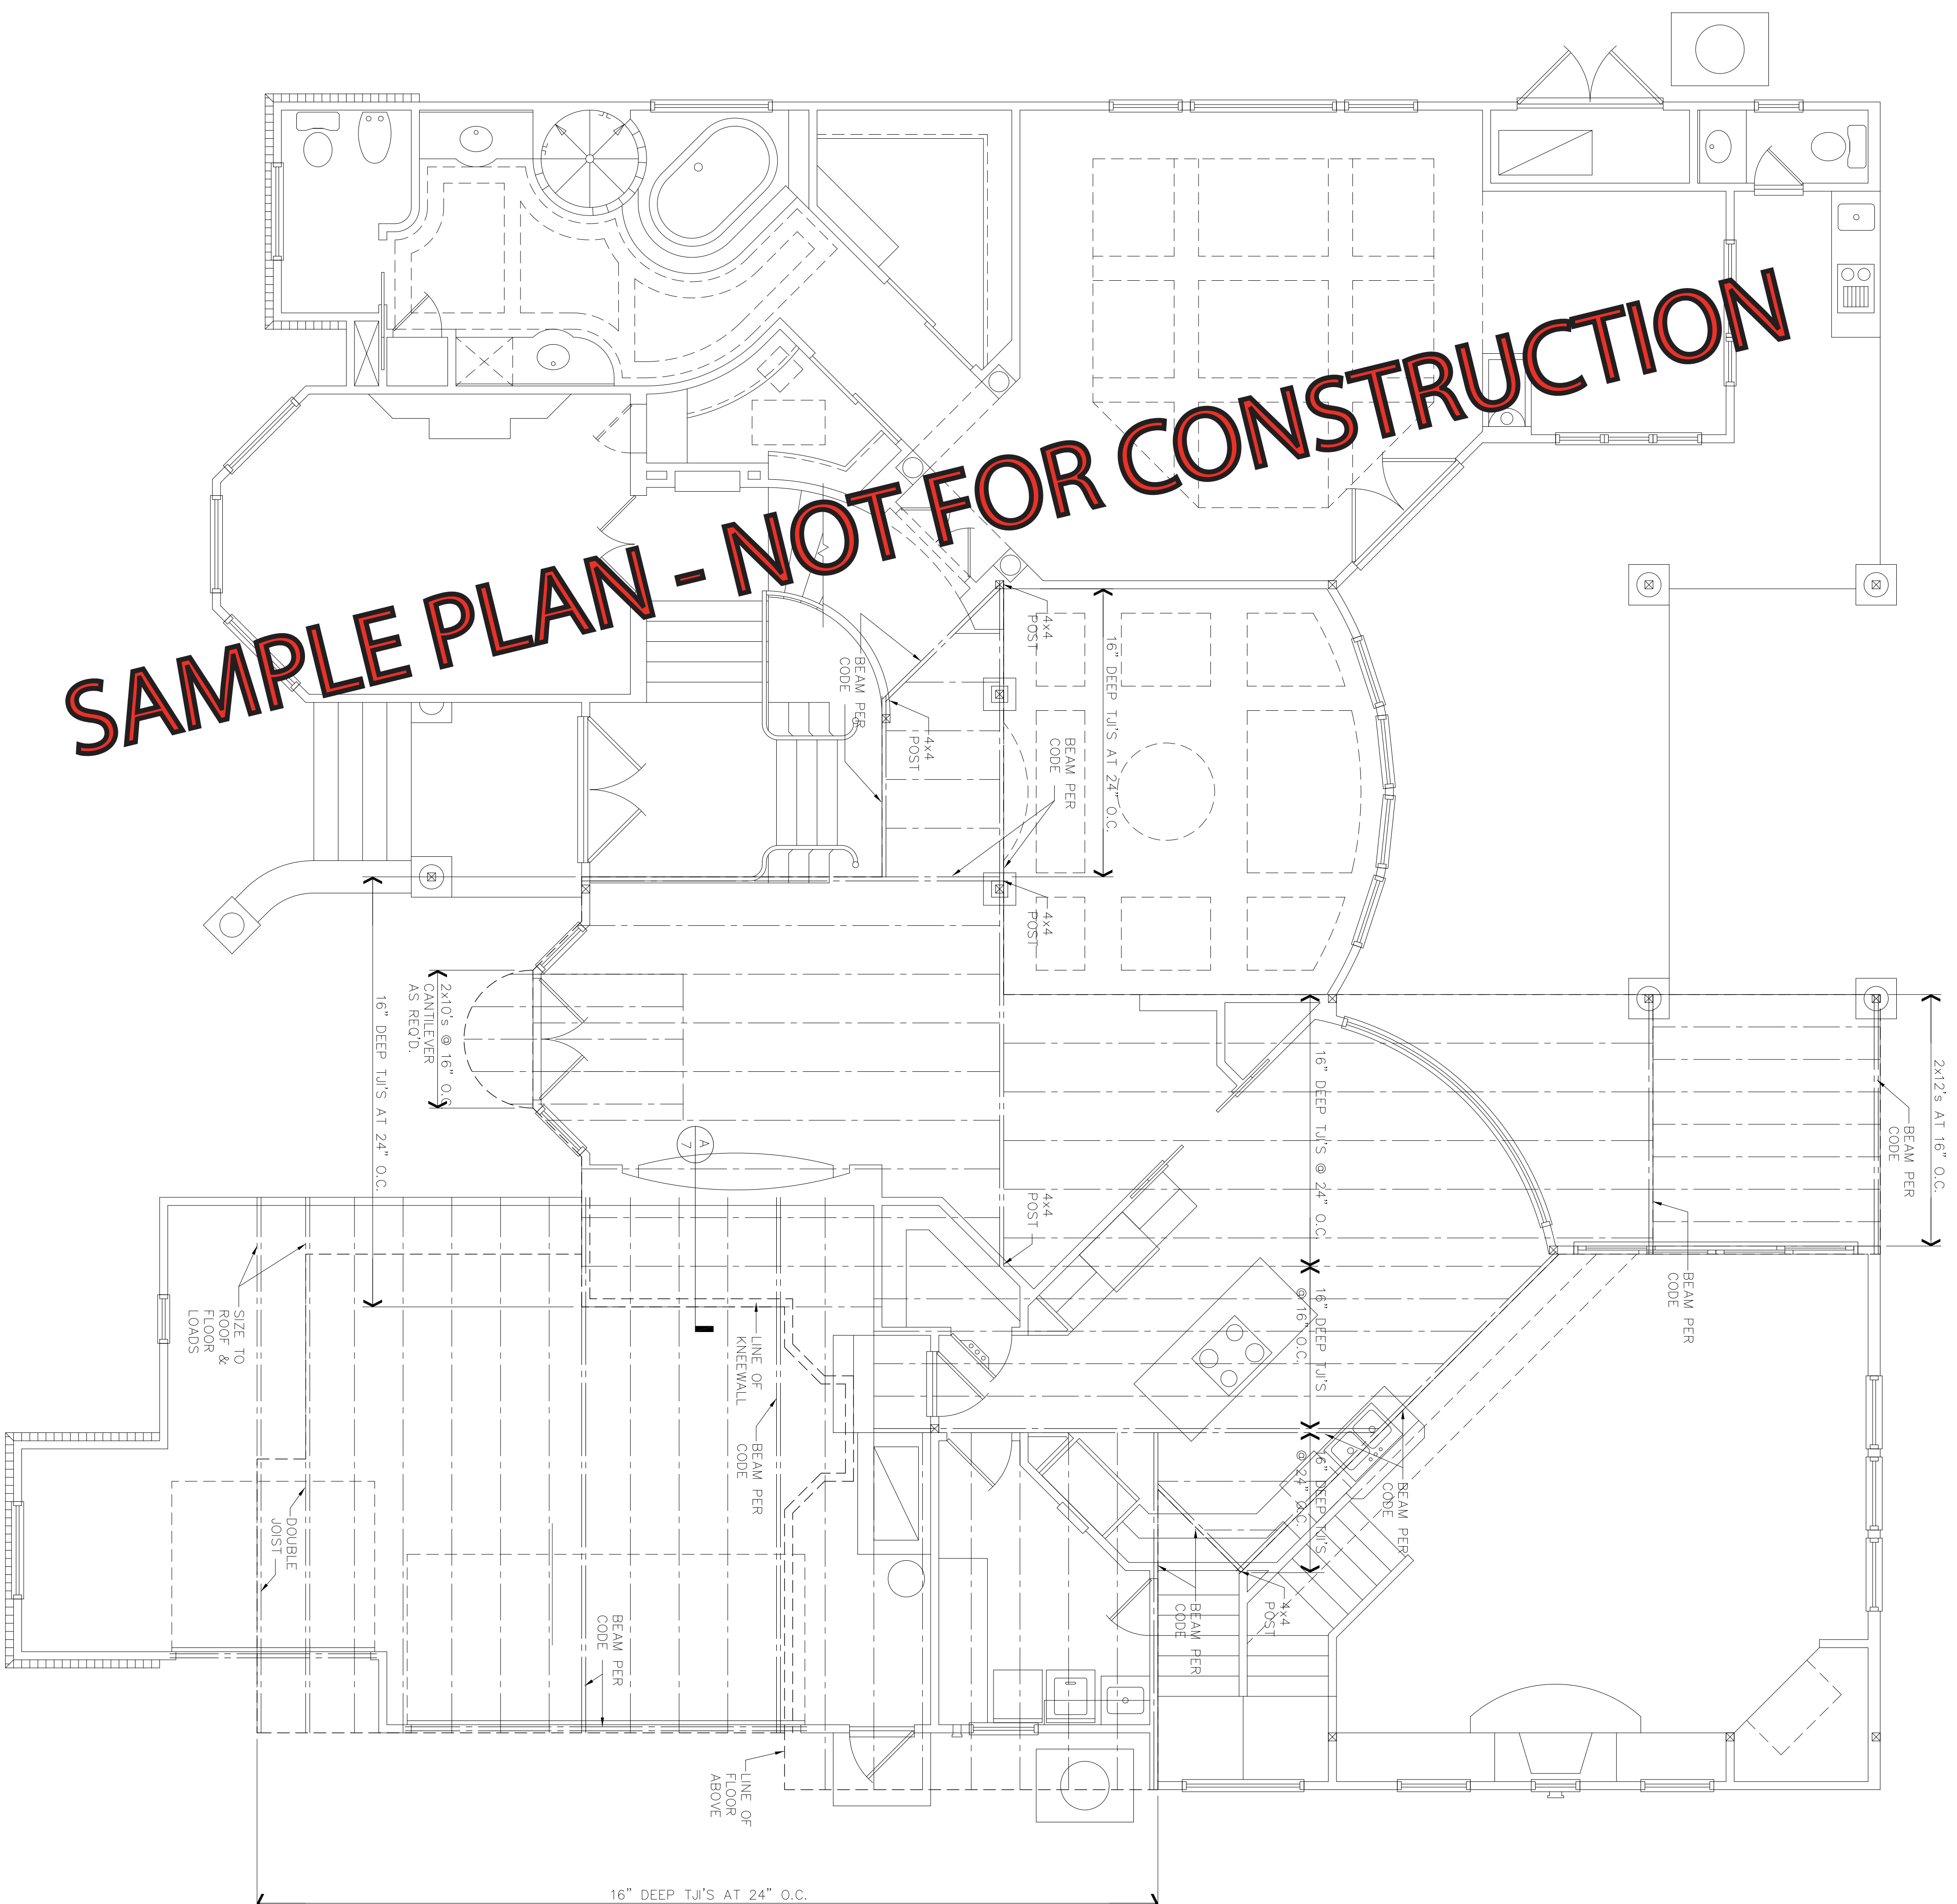 SAMPLE PLAN - NOT FOR CONSTRUCTION
4x4
POST
16" DEEP TJI'S AT 24" O.C.
BEAM PER
CODE
4x4
POST
BEAM PER
CODE
4x4
POST
2x10's @ 16" O.C.
CANTILEVER
AS REQ'D.
16" DEEP TJI'S AT 24" O.C.
16" DEEP TJI'S @ 24" O.C.
2x12's AT 16" O.C.
BEAM PER
CODE
BEAM PER
CODE
A
7
4x4
POST
16" DEEP TJI'S
@ 16" O.C.
SIZE TO
ROOF &
FLOOR
LOADS
LINE OF
KNEEWALL
BEAM PER
CODE
16" DEEP TJI'S
@ 24" O.C.
BEAM PER
CODE
DOUBLE
JOIST
BEAM PER
CODE
BEAM PER
CODE
4x4
POST
LINE OF
FLOOR
ABOVE
16" DEEP TJI'S AT 24" O.C.